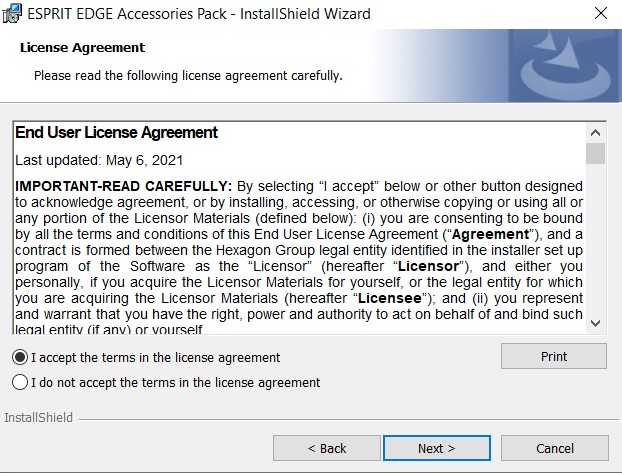 ESPRIT EDGE Accessories Pack - InstallShield Wizard
License Agreement
Please read the following license agreement carefully.
End User License Agreement
Last updated: May 6, 2021
IMPORTANT-READ CAREFULLY: By selecting “I accept” below or other button designed
to acknowledge agreement, or by installing, accessing, or otherwise copying or using all or
any portion of the Licensor Materials (defined below): (i) you are consenting to be bound
by all the terms and conditions of this End User License Agreement (“Agreement”), and a
contract is formed between the Hexagon Group legal entity identified in the installer set up
program of the Software as the “Licensor” (hereafter “Licensor”), and either you
personally, if you acquire the Licensor Materials for yourself, or the legal entity for which
you are acquiring the Licensor Materials (hereafter “Licensee”); and (ii) you represent
and warrant that you have the right, power and authority to act on behalf of and bind such
legal entity (if any) or yourself.
I accept the terms in the license agreement
Print
I do not accept the terms in the license agreement
InstallShield
< Back
Next >
Cancel